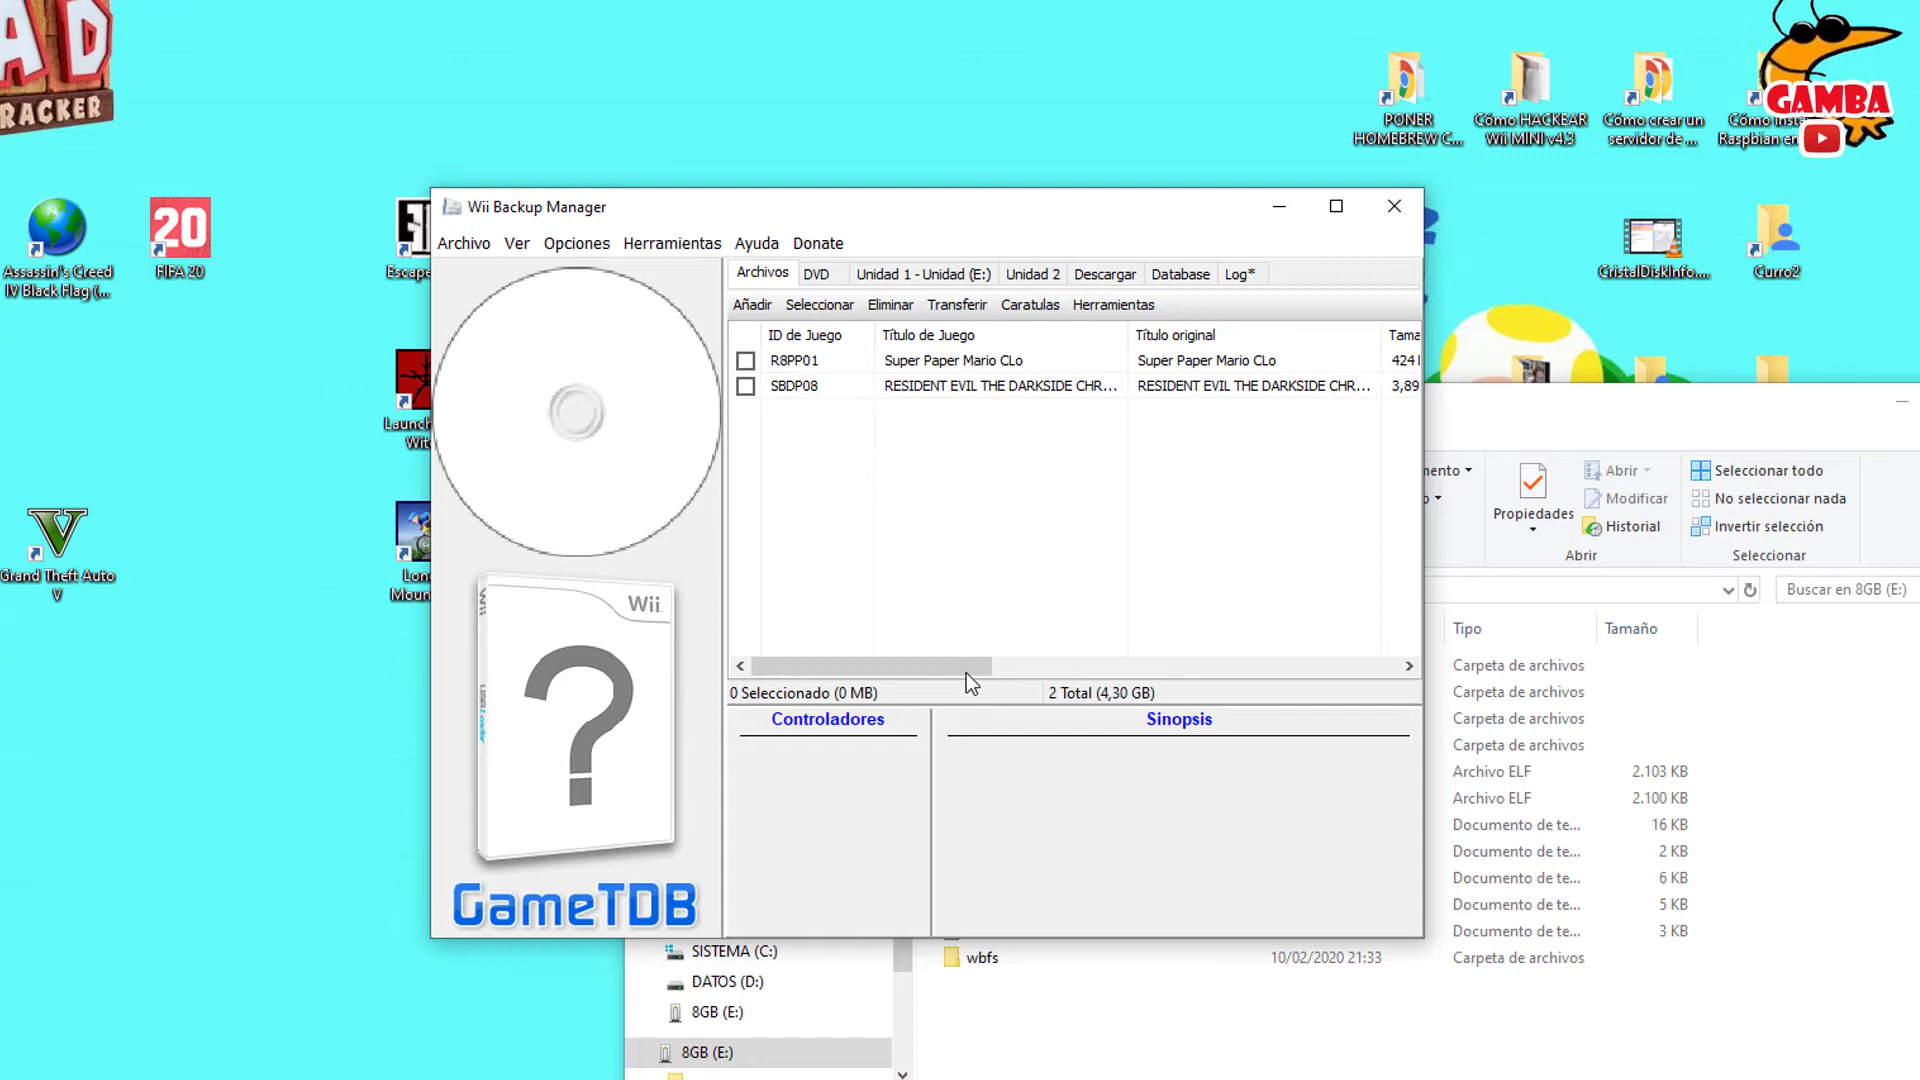 AD
RACKER
GAMBA
PONER
HOMEBREW C...
Cómo HACKEAR
Wii MINI v4.3
Cómo crear un
servidor de ...
Raspbian en
Assassin's Creed
IV Black Flag (...
20
FIFA 20
Escape
CristalDiskInfo....
Curro2
Launch
Wit
Grand Theft Auto
V
Lon
Moun
Wii Backup Manager
Archivo Ver Opciones Herramientas Ayuda Donate
Archivos DVD Unidad 1 - Unidad (E:) Unidad 2 Descargar Database Log*
Añadir Seleccionar Eliminar Transferir Caratulas Herramientas
ID de Juego Título de Juego Título original Tama
R8PP01 Super Paper Mario CLo Super Paper Mario CLo 424
SBDP08 RESIDENT EVIL THE DARKSIDE CHR... RESIDENT EVIL THE DARKSIDE CHR... 3,89
0 Seleccionado (0 MB) 2 Total (4,30 GB)
Controladores Sinopsis
Wii
Wii
USBLoader
?
GameTDB
mento
Propiedades
Abrir
Modificar
Historial
Abrir
Seleccionar todo
No seleccionar nada
Invertir selección
Seleccionar
Buscar en 8GB (E:)
Tipo Tamaño
Carpeta de archivos
Carpeta de archivos
Carpeta de archivos
Carpeta de archivos
Archivo ELF 2.103 KB
Archivo ELF 2.100 KB
Documento de te... 16 KB
Documento de te... 2 KB
Documento de te... 6 KB
Documento de te... 5 KB
Documento de te... 3 KB
wbfs 10/02/2020 21:33 Carpeta de archivos
SISTEMA (C:)
DATOS (D:)
8GB (E:)
8GB (E:)